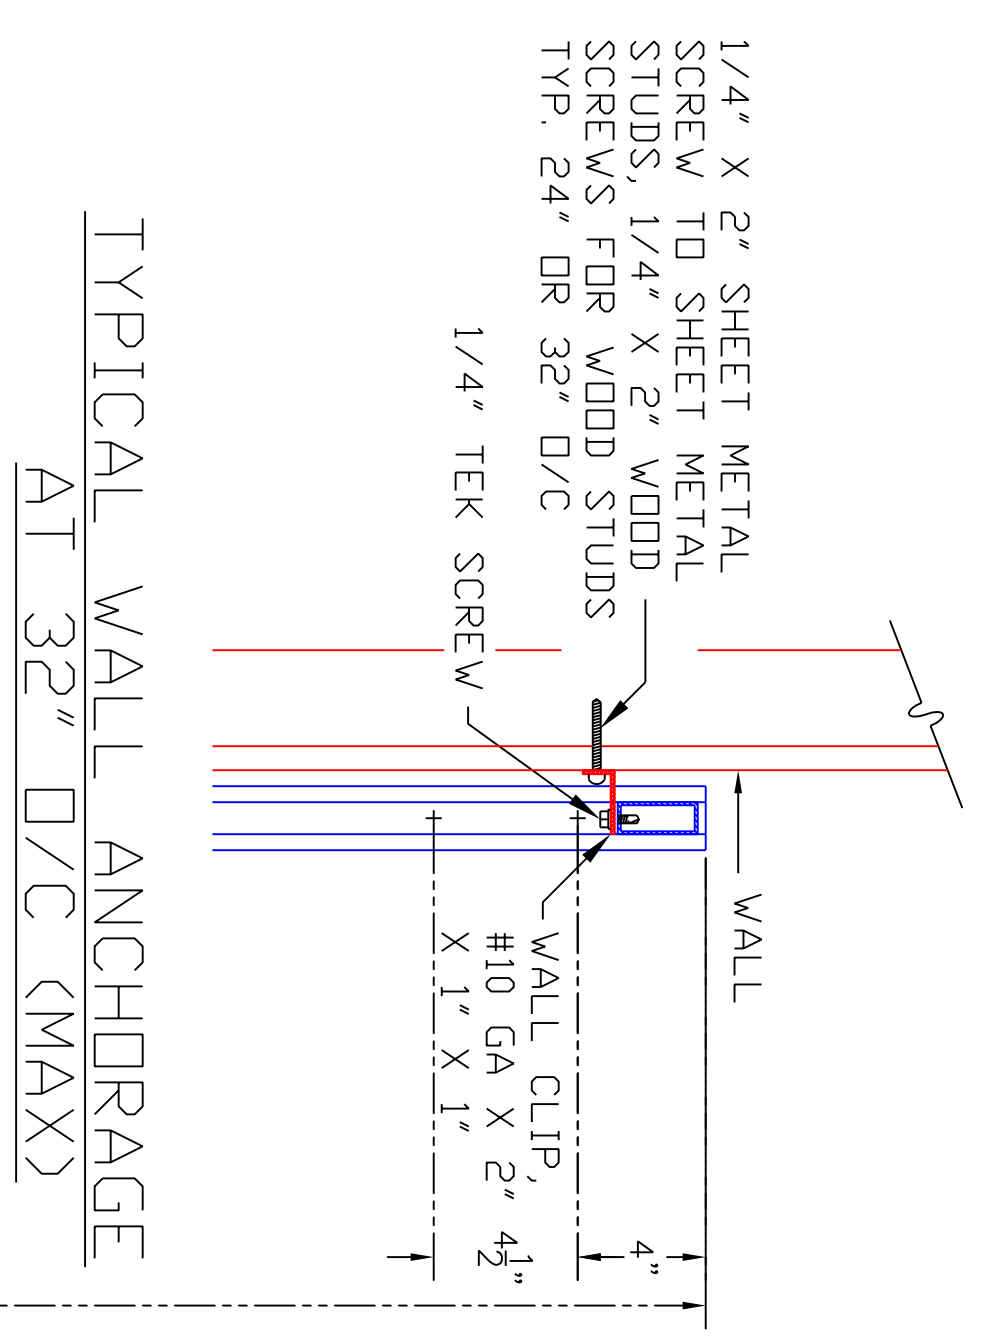 1/4" X 2" SHEET METAL
SCREW TO SHEET METAL
STUDS, 1/4" X 2" WOOD
SCREWS FOR WOOD STUDS
TYP. 24" OR 32" O/C
1/4" TEK SCREW
WALL
WALL CLIP,
#10 GA X 2"
X 1" X 1"
4"
4 1/2"
TYPICAL WALL ANCHORAGE
AT 32" O/C (MAX)